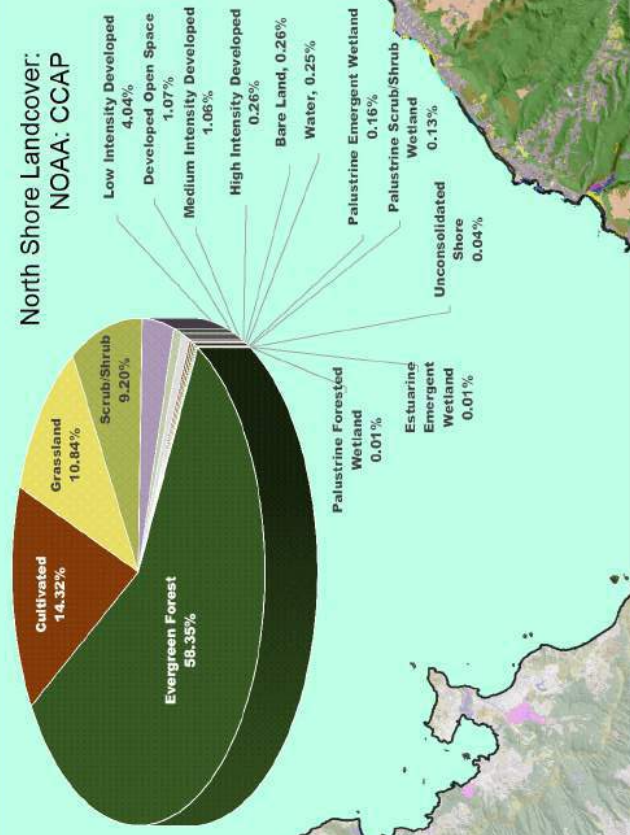 North Shore Landcover:
NOAA: CCAP
Cultivated
14.32%
Grassland
10.84%
Scrub/Shrub
9.20%
Evergreen Forest
58.35%
Low Intensity Developed
4.04%
Developed Open Space
1.07%
Medium Intensity Developed
1.06%
High Intensity Developed
0.26%
Bare Land, 0.26%
Water, 0.25%
Palustrine Emergent Wetland
0.16%
Palustrine Scrub/Shrub
Wetland
0.13%
Unconsolidated
Shore
0.04%
Estuarine
Emergent
Wetland
0.01%
Palustrine Forested
Wetland
0.01%